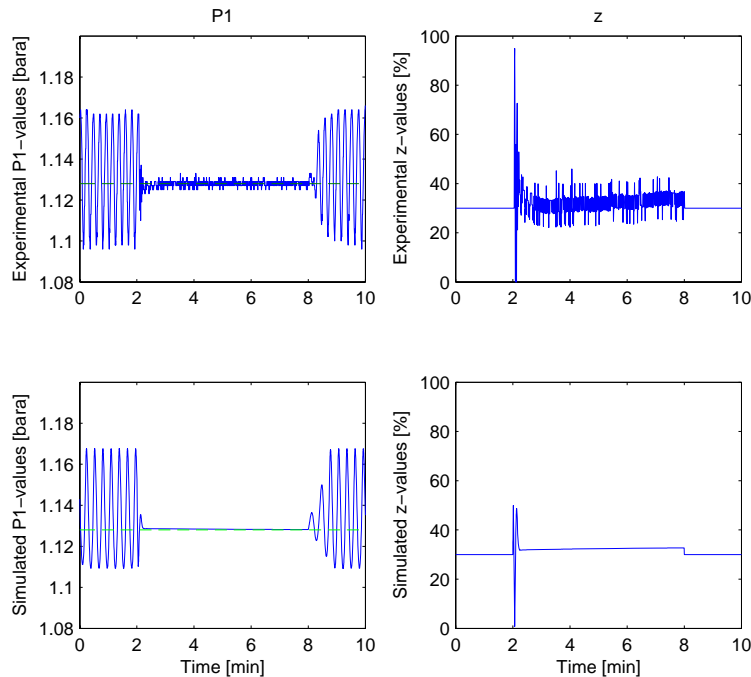 P1
z
Experimental P1−values [bara]
1.18
1.16
1.14
1.12
1.1
1.08
0 2 4 6 8 10
Experimental z−values [%]
100
80
60
40
20
0
0 2 4 6 8 10
Simulated P1−values [bara]
1.18
1.16
1.14
1.12
1.1
1.08
0 2 4 6 8 10
Time [min]
Simulated z−values [%]
100
80
60
40
20
0
0 2 4 6 8 10
Time [min]